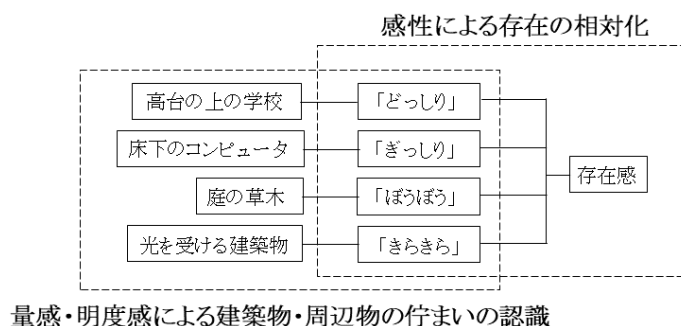 感性による存在の相対化
高台の上の学校
「どっしり」
床下のコンピュータ
「ぎっしり」
存在感
庭の草木
「ぼうぼう」
光を受ける建築物
「きらきら」
量感・明度感による建築物・周辺物の佇まいの認識